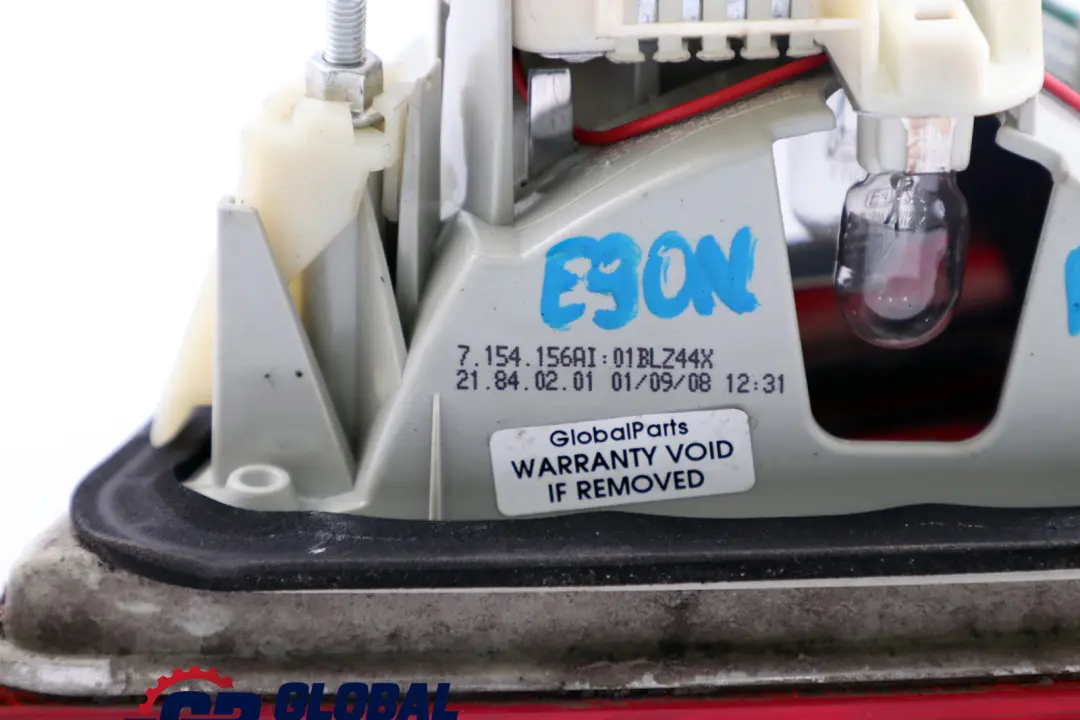 E90N
7.154.156AI:01BLZ44X
21.84.02.01 01/09/08 12:31
GlobalParts
WARRANTY VOID
IF REMOVED
GLOBAL